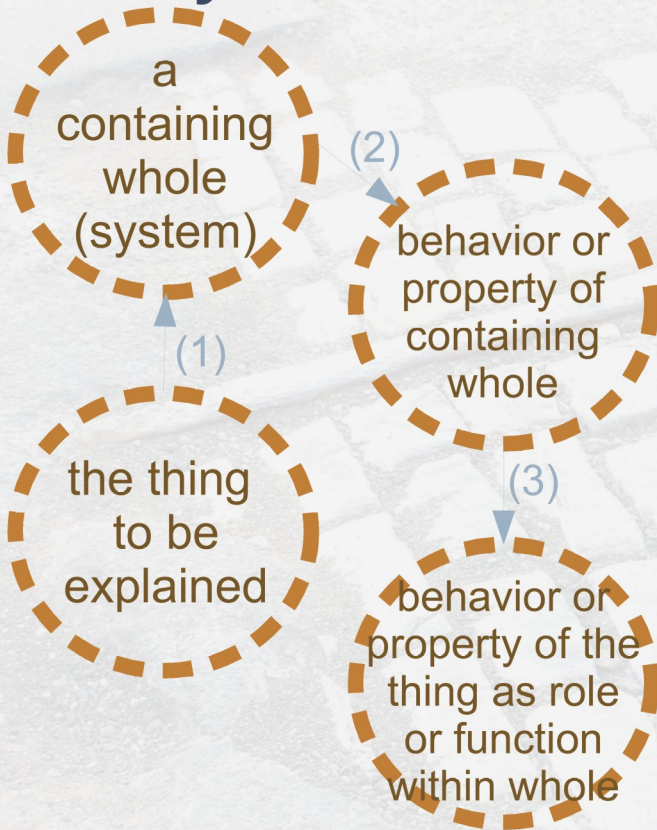 a
containing
whole
(system)
(2)
behavior or
property of
containing
whole
(1)
the thing
to be
explained
(3)
behavior or
property of the
thing as role
or function
within whole